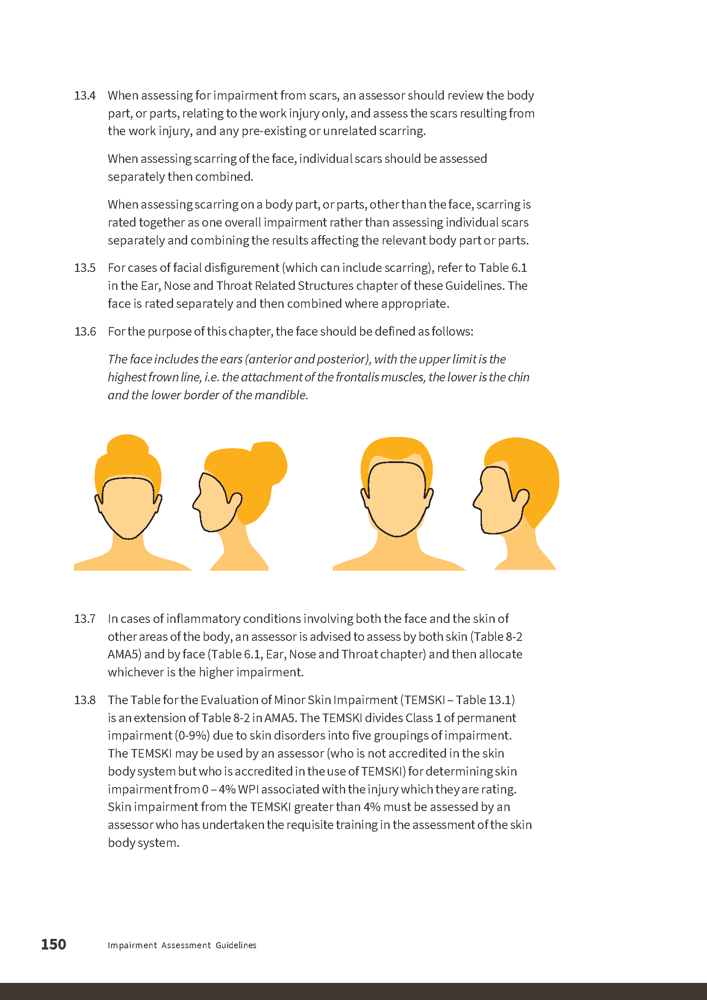 13.4 When assessing for impairment from scars, an assessor should review the body
part, or parts, relating to the work injury only, and assess the scars resulting from
the work injury, and any pre-existing or unrelated scarring.
When assessing scarring of the face, individual scars should be assessed
separately then combined.
When assessing scarring on a body part, or parts, other than the face, scarring is
rated together as one overall impairment rather than assessing individual scars
separately and combining the results affecting the relevant body part or parts.
13.5 For cases of facial disfigurement (which can include scarring), refer to Table 6.1
in the Ear, Nose and Throat Related Structures chapter of these Guidelines. The
face is rated separately and then combined where appropriate.
13.6 For the purpose of this chapter, the face should be defined as follows:
The face includes the ears (anterior and posterior), with the upper limit is the
highest frown line, i.e. the attachment of the frontalis muscles, the lower is the chin
and the lower border of the mandible.
13.7 In cases of inflammatory conditions involving both the face and the skin of
other areas of the body, an assessor is advised to assess by both skin (Table 8-2
AMA5) and by face (Table 6.1, Ear, Nose and Throat chapter) and then allocate
whichever is the higher impairment.
13.8 The Table for the Evaluation of Minor Skin Impairment (TEMSKI – Table 13.1)
is an extension of Table 8-2 in AMA5. The TEMSKI divides Class 1 of permanent
impairment (0-9%) due to skin disorders into five groupings of impairment.
The TEMSKI may be used by an assessor (who is not accredited in the skin
body system but who is accredited in the use of TEMSKI) for determining skin
impairment from 0 – 4% WPI associated with the injury which they are rating.
Skin impairment from the TEMSKI greater than 4% must be assessed by an
assessor who has undertaken the requisite training in the assessment of the skin
body system.
150 Impairment Assessment Guidelines